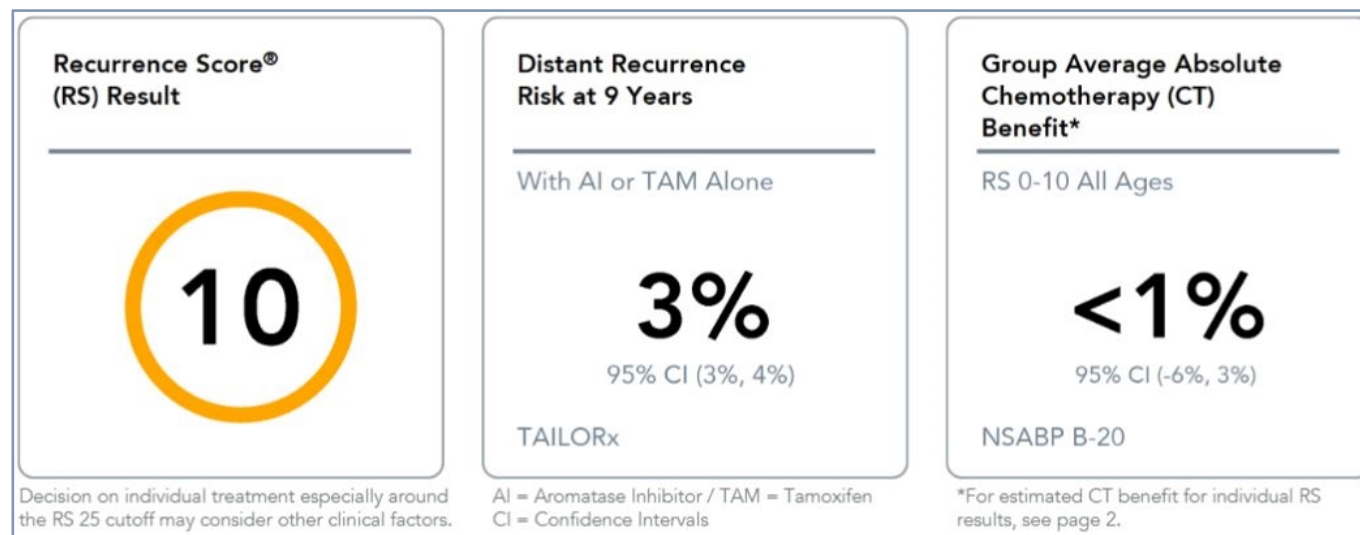 Recurrence Score®
(RS) Result
10
Decision on individual treatment especially around
the RS 25 cutoff may consider other clinical factors.
Distant Recurrence
Risk at 9 Years
With AI or TAM Alone
3%
95% CI (3%, 4%)
TAILORx
AI = Aromatase Inhibitor / TAM = Tamoxifen
CI = Confidence Intervals
Group Average Absolute
Chemotherapy (CT)
Benefit*
RS 0-10 All Ages
<1%
95% CI (-6%, 3%)
NSABP B-20
*For estimated CT benefit for individual RS
results, see page 2.